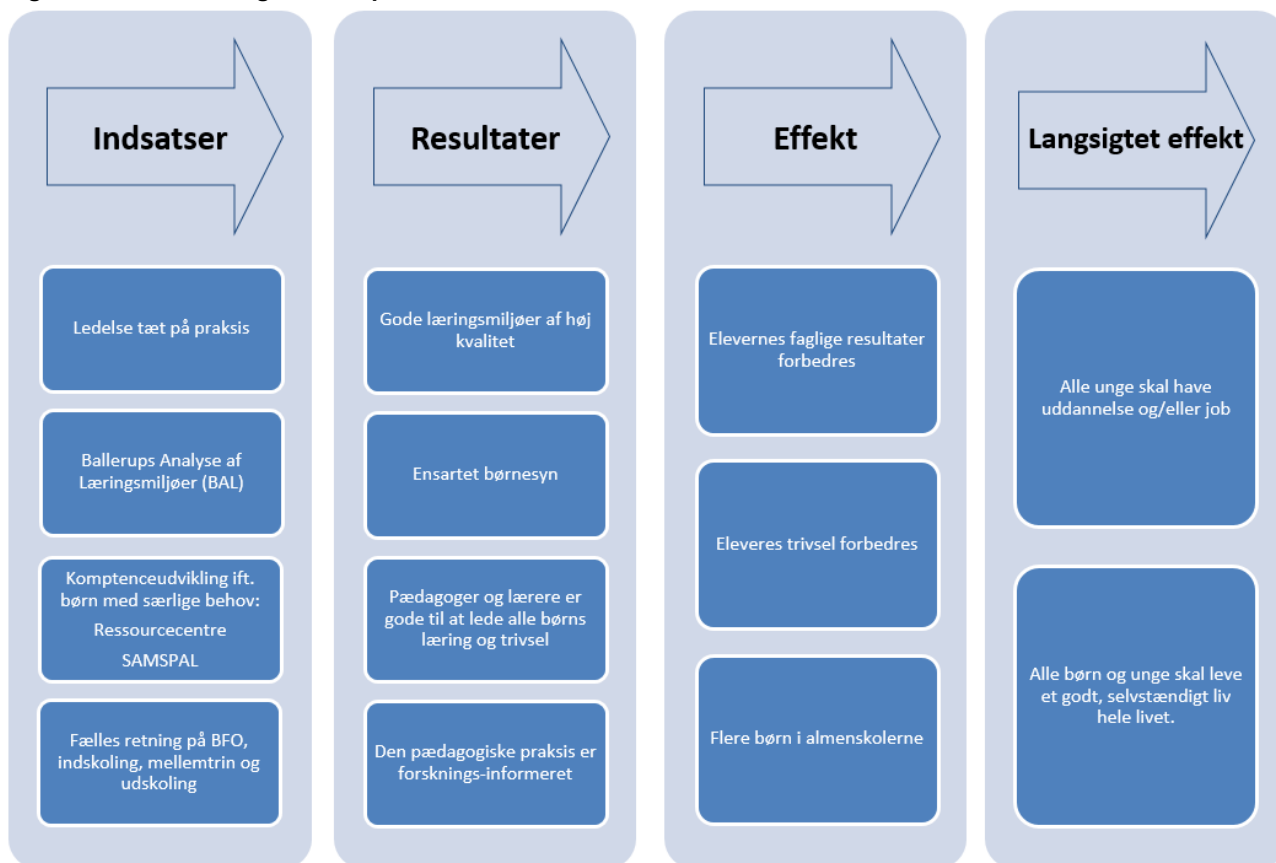 Indsatser
Ledelse tæt på praksis
Ballerups Analyse af
Læringsmiljøer (BAL)
Komptenceudvikling ift.
børn med særlige behov:
Ressourcecentre
SAMSPAL
Fælles retning på BFO,
indskoling, mellemtrin og
udskoling
Resultater
Gode læringsmiljøer af høj
kvalitet
Ensartet børnesyn
Pædagoger og lærere er
gode til at lede alle børns
læring og trivsel
Den pædagogiske praksis er
forsknings-informeret
Effekt
Elevernes faglige resultater
forbedres
Eleveres trivsel forbedres
Flere børn i almenskolerne
Langsigtet effekt
Alle unge skal have
uddannelse og/eller job
Alle børn og unge skal leve
et godt, selvstændigt liv
hele livet.